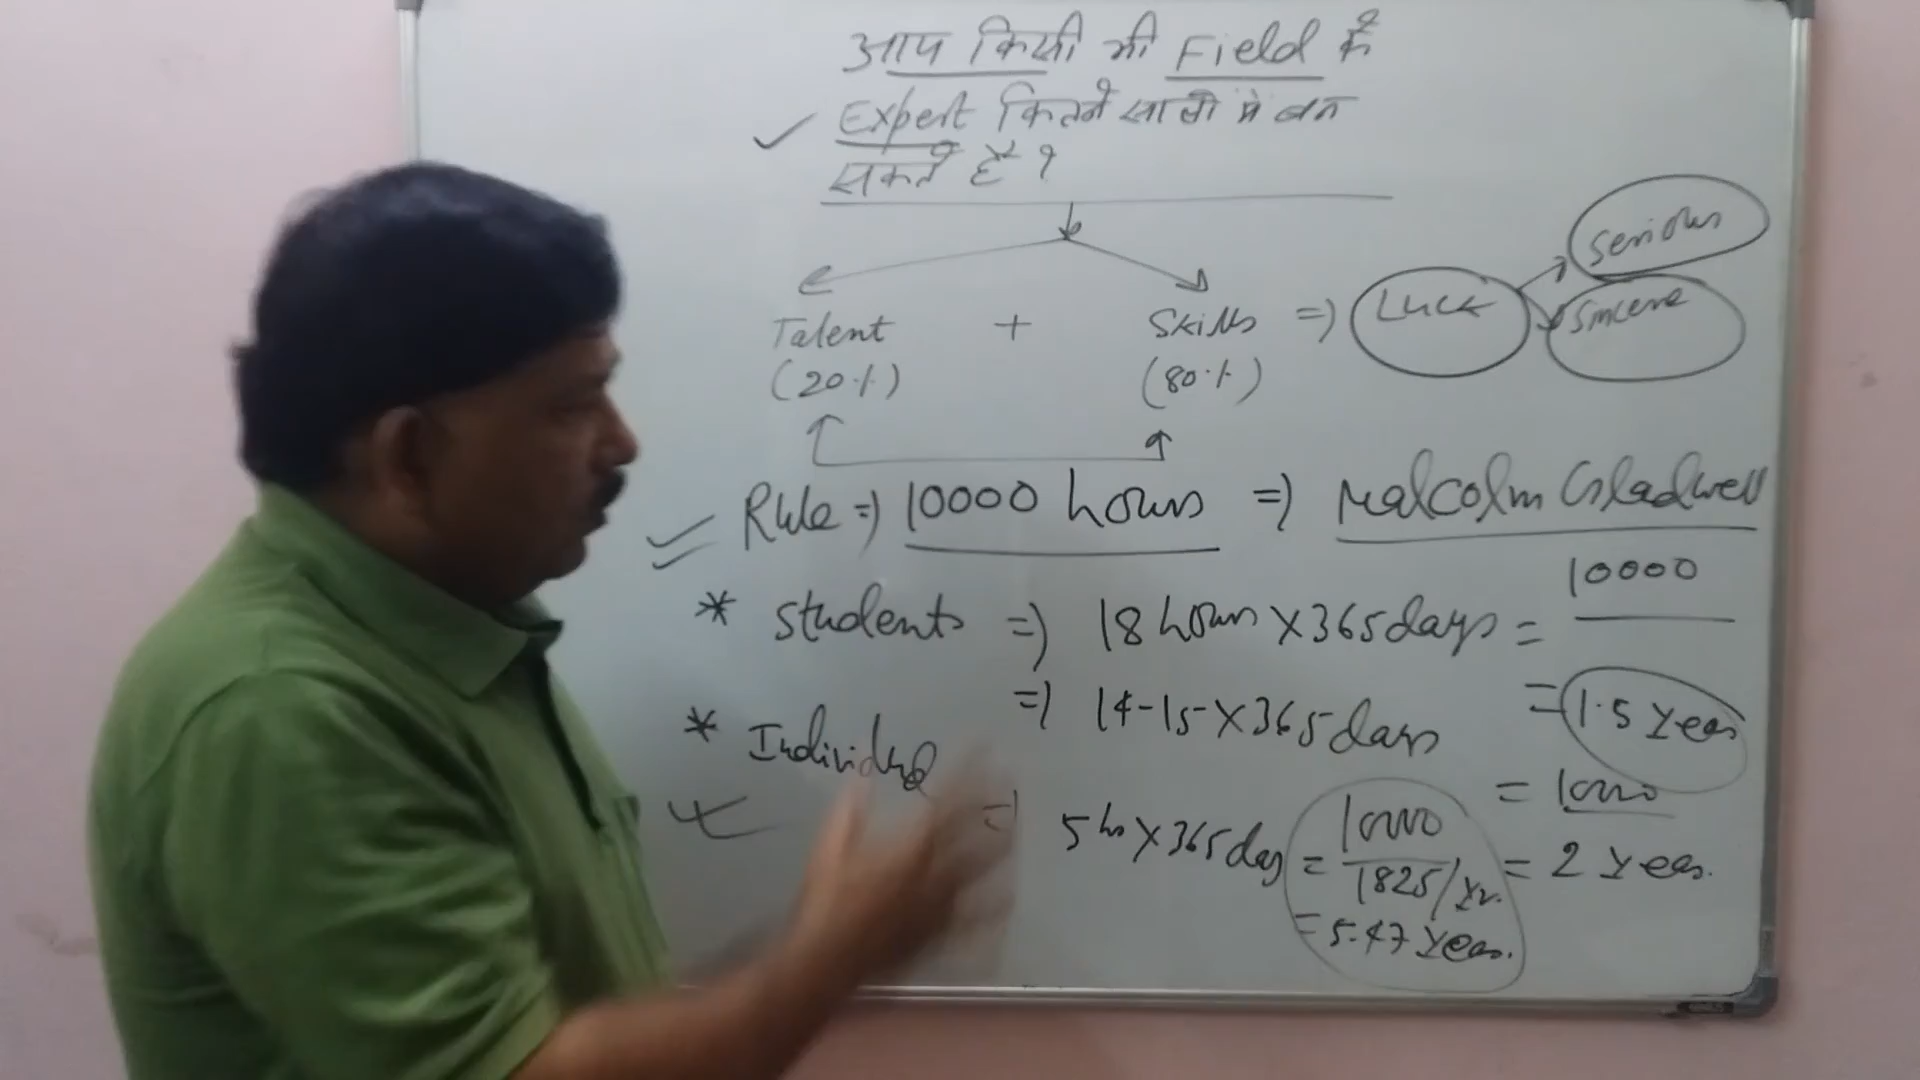 आप किसी भी Field के
Expert कितने सालों में बन
सकते हैं ?
Serious
Talent + Skills => Luck
Sincere
(20%) (80%)
Rule => 10000 hours => Malcolm Gladwell
10000
* Students => 18 hours X 365 days =
=> 14-15 X 365 days = 1.5 Years
* Individual
= 10000
=> 5 hrs X 365 day = 10000 = 2 Years.
1825/Yr.
= 5.47 Years.